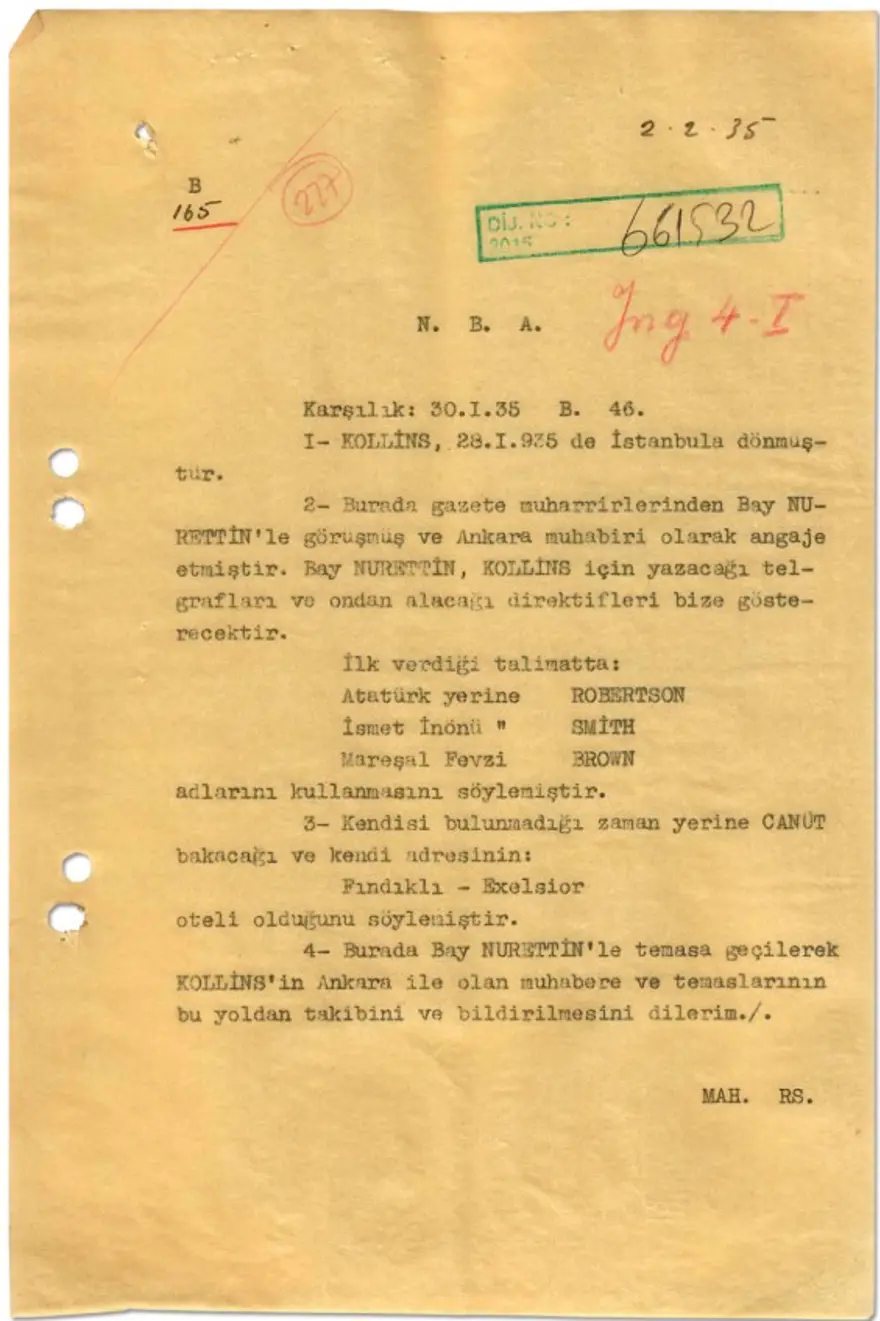 2.2.35
B
165
227
DİJ. NO :
2015
661532
N. B. A.
İng 4-I
Karşılık: 30.I.35 B. 46.
I- KOLLİNS, 28.I.935 de İstanbula dönmuş-
tür.
2- Burada gazete muharrirlerinden Bay NU-
RETTİN'le göruşmüş ve Ankara muhabiri olarak angaje
etmiştir. Bay NURETTİN, KOLLİNS için yazacağı tel-
grafları ve ondan alacağı direktifleri bize göste-
recektir.
İlk verdiği talimatta:
Atatürk yerine ROBERTSON
İsmet İnönü " SMİTH
Mareşal Fevzi BROWN
adlarını kullanmasını söylemiştir.
3- Kendisi bulunmadığı zaman yerine CANÜT
bakacağı ve kendi adresinin:
Fındıklı - Exelsior
oteli olduğunu söylemiştir.
4- Burada Bay NURETTİN'le temasa geçilerek
KOLLİNS'in Ankara ile olan muhabere ve temaslarının
bu yoldan takibini ve bildirilmesini dilerim./.
MAH. RS.